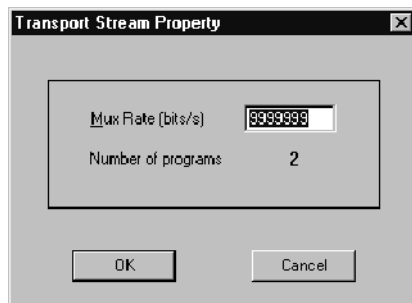 Transport Stream Property
Mux Rate (bits/s) 9999999
Number of programs 2
OK Cancel